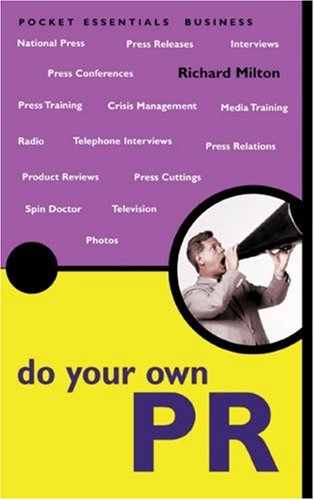 POCKET ESSENTIALS BUSINESS
National Press Press Releases Interviews
Press Conferences Richard Milton
Press Training Crisis Management Media Training
Radio Telephone Interviews Press Relations
Product Reviews Press Cuttings
Spin Doctor Television
Photos
do your own
PR